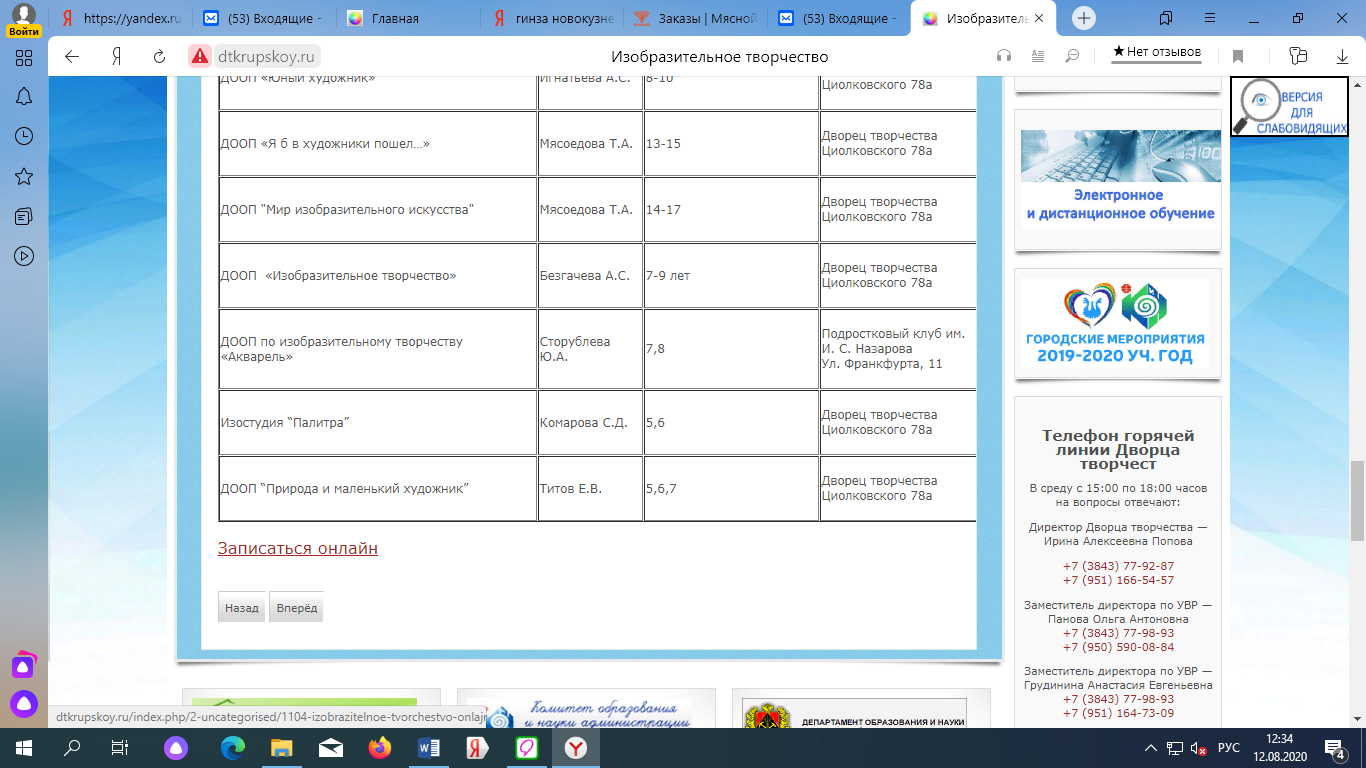 Войти
https://yandex.ru
(53) Входящие -
Главная
гинза новокузне
Заказы | Мясной
(53) Входящие -
Изобразитель
dtkrupskoy.ru
Изобразительное творчество
★ Нет отзывов
ДООП «Юный художник»
Игнатьева А.С.
8-10
Циолковского 78а
ДООП «Я б в художники пошел...»
Мясоедова Т.А.
13-15
Дворец творчества
Циолковского 78а
ДООП "Мир изобразительного искусства"
Мясоедова Т.А.
14-17
Дворец творчества
Циолковского 78а
ДООП «Изобразительное творчество»
Безгачева А.С.
7-9 лет
Дворец творчества
Циолковского 78а
ДООП по изобразительному творчеству
«Акварель»
Сторублева
Ю.А.
7,8
Подростковый клуб им.
И. С. Назарова
Ул. Франкфурта, 11
Изостудия “Палитра”
Комарова С.Д.
5,6
Дворец творчества
Циолковского 78а
ДООП “Природа и маленький художник”
Титов Е.В.
5,6,7
Дворец творчества
Циолковского 78а
Записаться онлайн
Назад
Вперёд
ВЕРСИЯ
ДЛЯ
СЛАБОВИДЯЩИХ
Электронное
и дистанционное обучение
ГОРОДСКИЕ МЕРОПРИЯТИЯ
2019-2020 УЧ. ГОД
Телефон горячей
линии Дворца
творчест
В среду с 15:00 по 18:00 часов
на вопросы отвечают:
Директор Дворца творчества —
Ирина Алексеевна Попова
+7 (3843) 77-92-87
+7 (951) 166-54-57
Заместитель директора по УВР —
Панова Ольга Антоновна
+7 (3843) 77-98-93
+7 (950) 590-08-84
Заместитель директора по УВР —
Грудинина Анастасия Евгеньевна
+7 (3843) 77-98-93
+7 (951) 164-73-09
Комитет образования
и науки администрации
ДЕПАРТАМЕНТ ОБРАЗОВАНИЯ И НАУКИ
dtkrupskoy.ru/index.php/2-uncategorised/1104-izobrazitelnoe-tvorchestvo-onlajn
РУС
12:34
12.08.2020
4